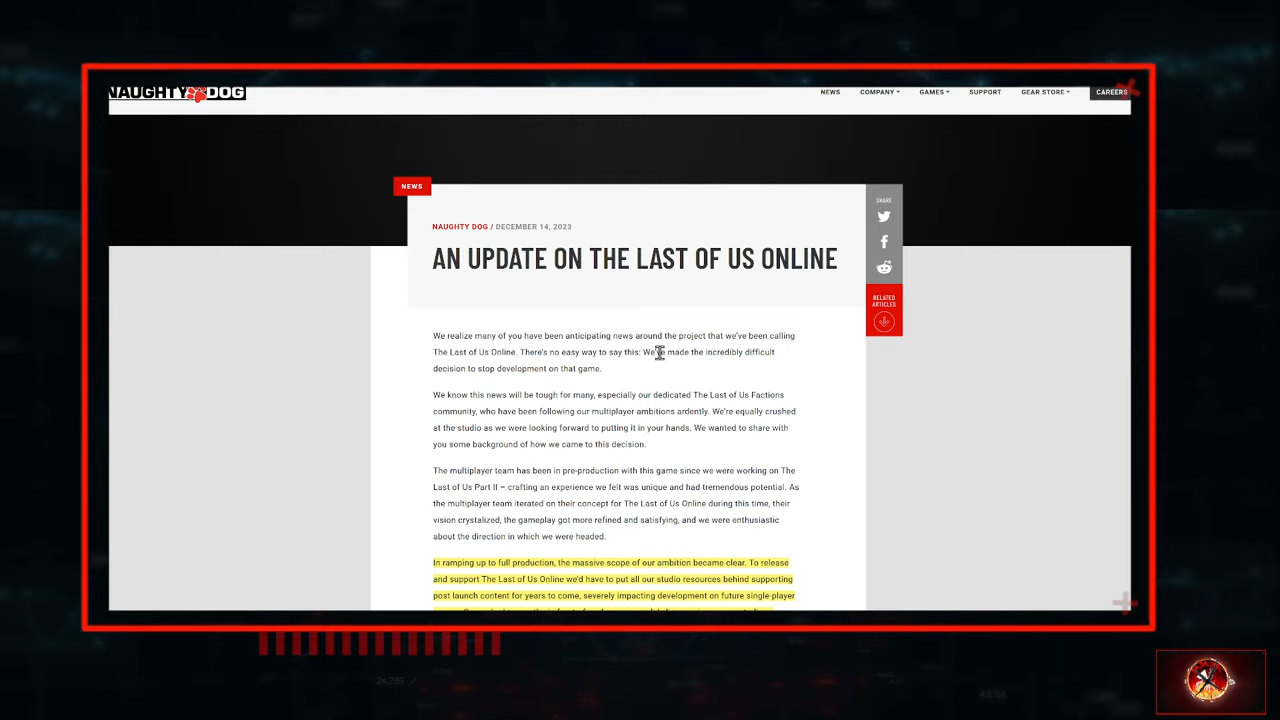 NAUGHTY DOG
NEWS
COMPANY
GAMES
SUPPORT
GEAR STORE
CAREERS
NEWS
SHARE
NAUGHTY DOG / DECEMBER 14, 2023
AN UPDATE ON THE LAST OF US ONLINE
RELATED
ARTICLES
We realize many of you have been anticipating news around the project that we've been calling
The Last of Us Online. There's no easy way to say this: We've made the incredibly difficult
decision to stop development on that game.
We know this news will be tough for many, especially our dedicated The Last of Us Factions
community, who have been following our multiplayer ambitions ardently. We're equally crushed
at the studio as we were looking forward to putting it in your hands. We wanted to share with
you some background of how we came to this decision.
The multiplayer team has been in pre-production with this game since we were working on The
Last of Us Part II – crafting an experience we felt was unique and had tremendous potential. As
the multiplayer team iterated on their concept for The Last of Us Online during this time, their
vision crystalized, the gameplay got more refined and satisfying, and we were enthusiastic
about the direction in which we were headed.
In ramping up to full production, the massive scope of our ambition became clear. To release
and support The Last of Us Online we'd have to put all our studio resources behind supporting
post launch content for years to come, severely impacting development on future single-player
24.239